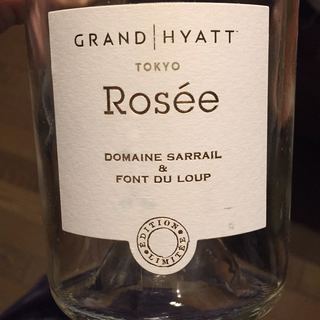 GRAND|HYATT
TOKYO
Rosée
DOMAINE SARRAIL
&
FONT DU LOUP
EDITION
LIMITÉE